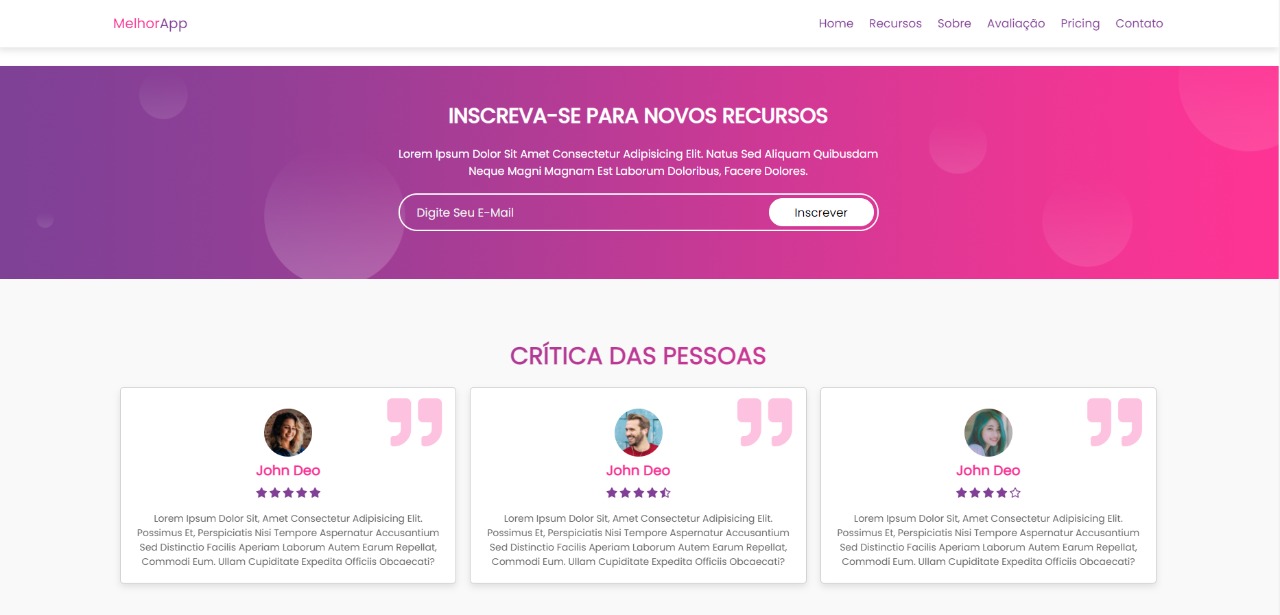 MelhorApp
Home Recursos Sobre Avaliação Pricing Contato
INSCREVA-SE PARA NOVOS RECURSOS
Lorem Ipsum Dolor Sit Amet Consectetur Adipisicing Elit. Natus Sed Aliquam Quibusdam
Neque Magni Magnam Est Laborum Doloribus, Facere Dolores.
Digite Seu E-Mail
Inscrever
CRÍTICA DAS PESSOAS
John Deo
Lorem Ipsum Dolor Sit, Amet Consectetur Adipisicing Elit.
Possimus Et, Perspiciatis Nisi Tempore Aspernatur Accusantium
Sed Distinctio Facilis Aperiam Laborum Autem Earum Repellat,
Commodi Eum. Ullam Cupiditate Expedita Officiis Obcaecati?
John Deo
Lorem Ipsum Dolor Sit, Amet Consectetur Adipisicing Elit.
Possimus Et, Perspiciatis Nisi Tempore Aspernatur Accusantium
Sed Distinctio Facilis Aperiam Laborum Autem Earum Repellat,
Commodi Eum. Ullam Cupiditate Expedita Officiis Obcaecati?
John Deo
Lorem Ipsum Dolor Sit, Amet Consectetur Adipisicing Elit.
Possimus Et, Perspiciatis Nisi Tempore Aspernatur Accusantium
Sed Distinctio Facilis Aperiam Laborum Autem Earum Repellat,
Commodi Eum. Ullam Cupiditate Expedita Officiis Obcaecati?